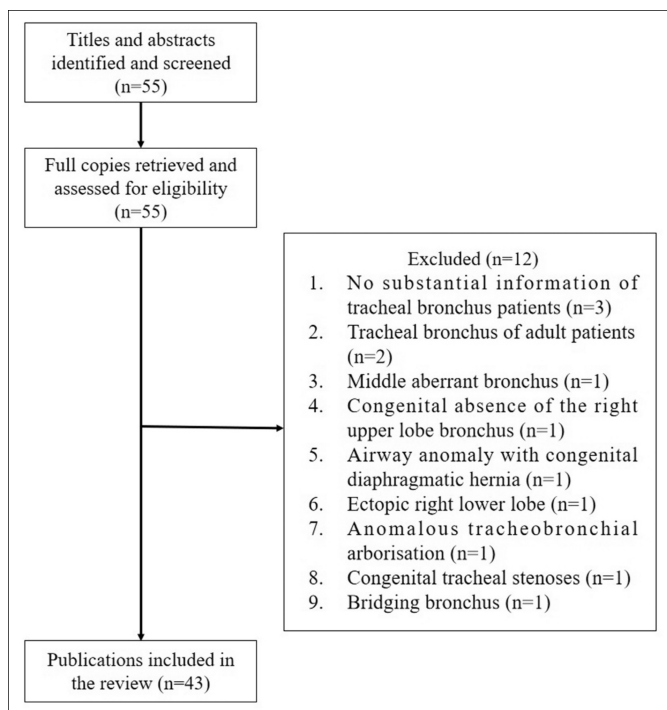 Titles and abstracts
identified and screened
(n=55)
Full copies retrieved and
assessed for eligibility
(n=55)
Excluded (n=12)
1. No substantial information of
tracheal bronchus patients (n=3)
2. Tracheal bronchus of adult patients
(n=2)
3. Middle aberrant bronchus (n=1)
4. Congenital absence of the right
upper lobe bronchus (n=1)
5. Airway anomaly with congenital
diaphragmatic hernia (n=1)
6. Ectopic right lower lobe (n=1)
7. Anomalous tracheobronchial
arborisation (n=1)
8. Congenital tracheal stenoses (n=1)
9. Bridging bronchus (n=1)
Publications included in
the review (n=43)